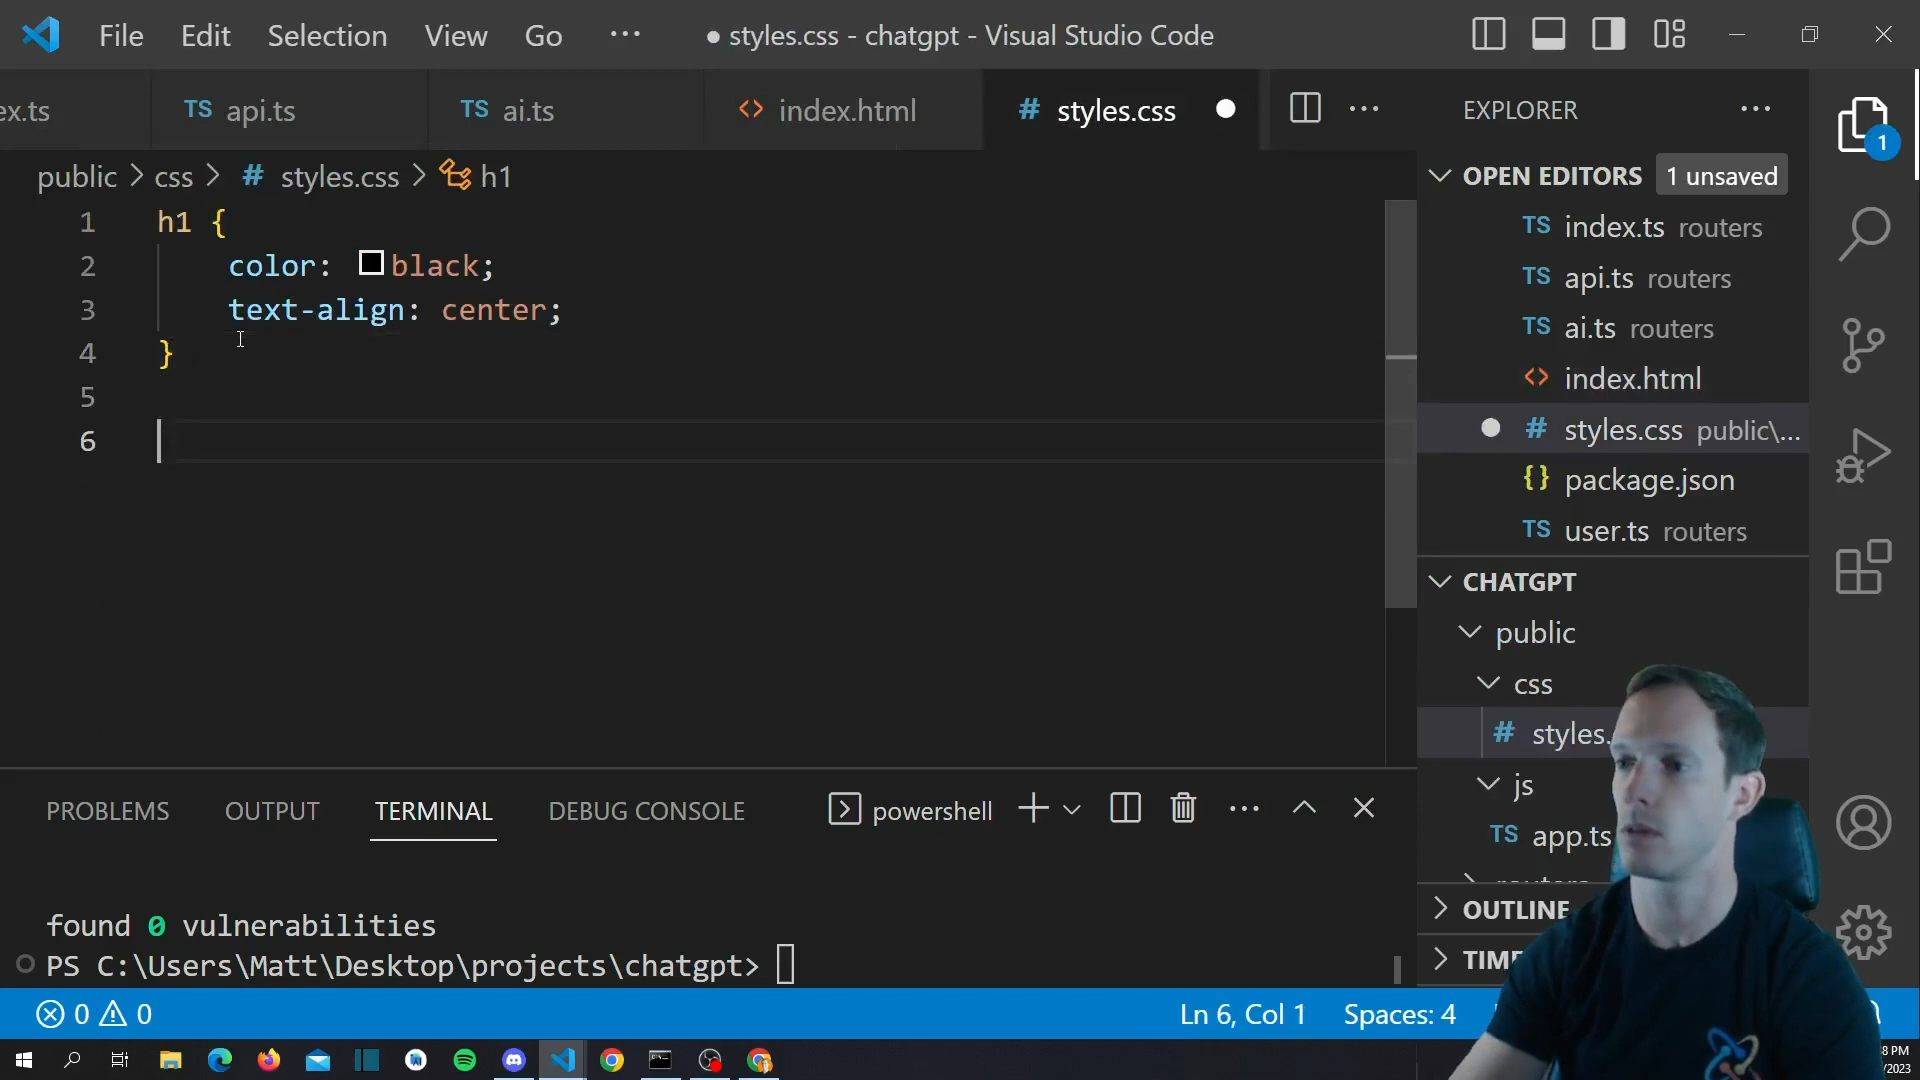 File Edit Selection View Go ··· ● styles.css - chatgpt - Visual Studio Code
ex.ts TS api.ts TS ai.ts <> index.html # styles.css ●
public > css > # styles.css > h1
1 h1 {
2 color: black;
3 text-align: center;
4 }
5
6
EXPLORER ···
1
OPEN EDITORS 1 unsaved
TS index.ts routers
TS api.ts routers
TS ai.ts routers
<> index.html
● # styles.css public\...
{} package.json
TS user.ts routers
CHATGPT
public
css
# styles.
js
TS app.ts
> OUTLINE
PROBLEMS OUTPUT TERMINAL DEBUG CONSOLE powershell
found 0 vulnerabilities
PS C:\Users\Matt\Desktop\projects\chatgpt>
0 0 Ln 6, Col 1 Spaces: 4
8 PM
/2023